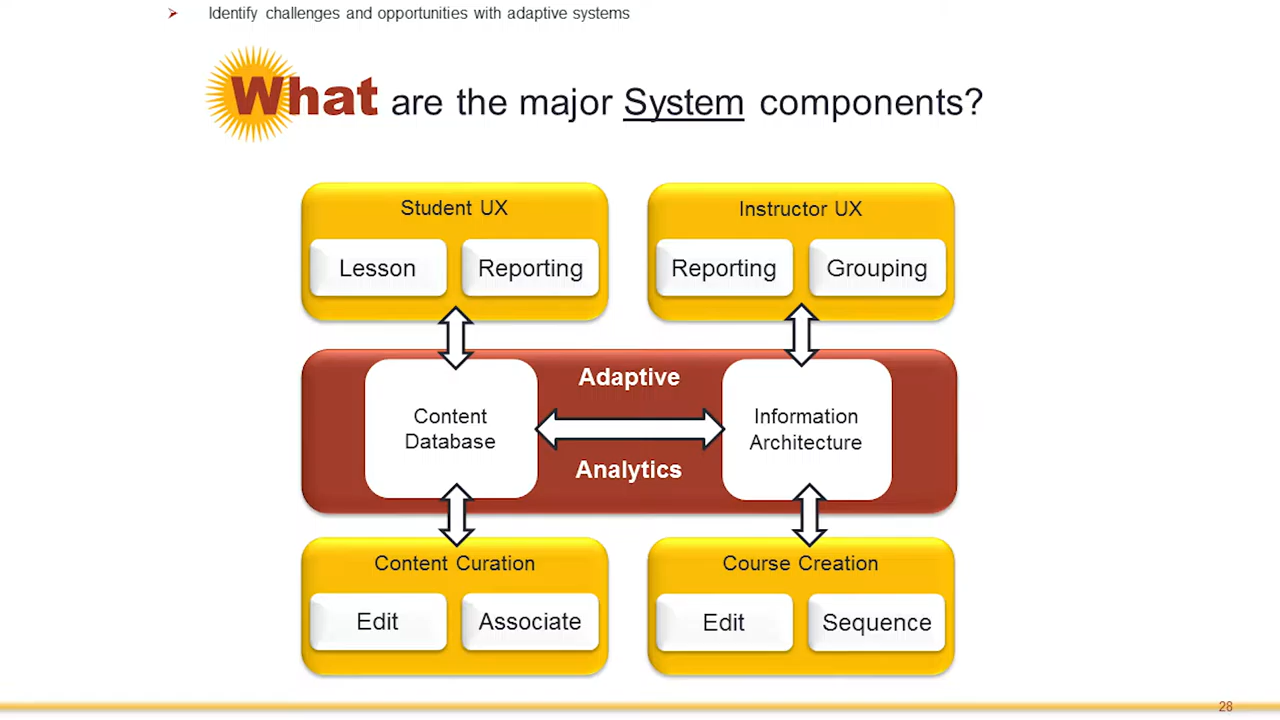 Identify challenges and opportunities with adaptive systems
What are the major System components?
Student UX
Lesson
Reporting
Instructor UX
Reporting
Grouping
Adaptive
Content
Database
Information
Architecture
Analytics
Content Curation
Edit
Associate
Course Creation
Edit
Sequence
28